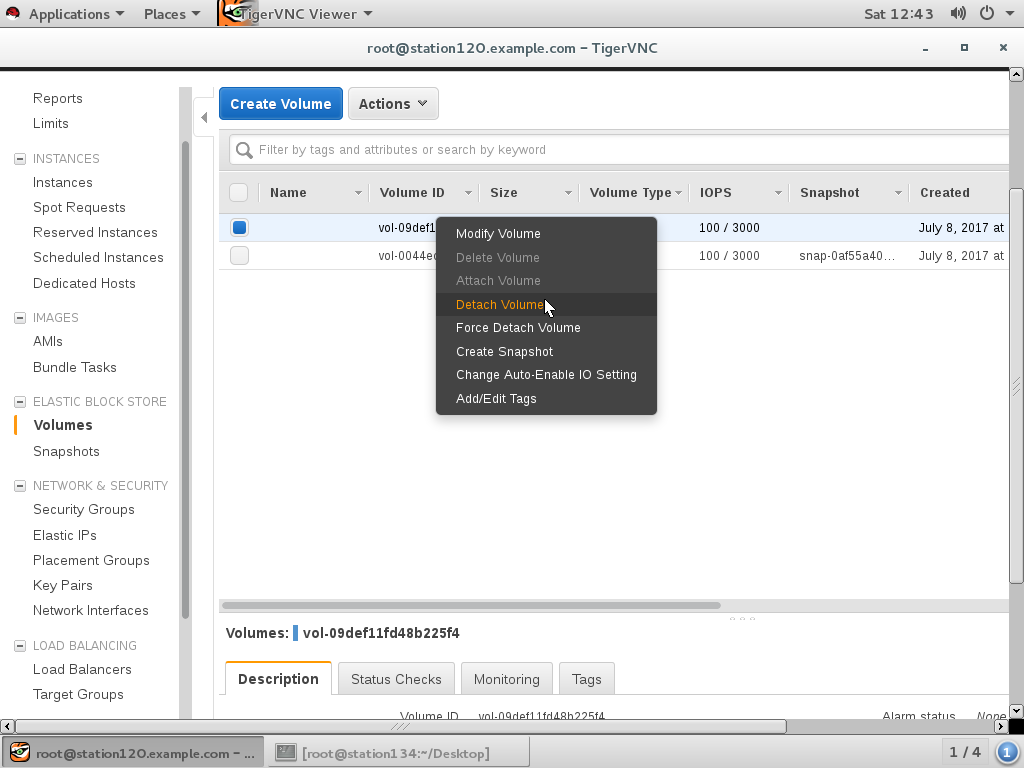 Applications Places TigerVNC Viewer Sat 12:43
root@station120.example.com – TigerVNC
Reports
Limits
INSTANCES
Instances
Spot Requests
Reserved Instances
Scheduled Instances
Dedicated Hosts
IMAGES
AMIs
Bundle Tasks
ELASTIC BLOCK STORE
Volumes
Snapshots
NETWORK & SECURITY
Security Groups
Elastic IPs
Placement Groups
Key Pairs
Network Interfaces
LOAD BALANCING
Load Balancers
Target Groups
Create Volume Actions
Filter by tags and attributes or search by keyword
Name Volume ID Size Volume Type IOPS Snapshot Created
vol-09def1 100 / 3000 July 8, 2017 at
vol-0044e 100 / 3000 snap-0af55a40... July 8, 2017 at
Modify Volume
Delete Volume
Attach Volume
Detach Volume
Force Detach Volume
Create Snapshot
Change Auto-Enable IO Setting
Add/Edit Tags
Volumes: vol-09def11fd48b225f4
Description Status Checks Monitoring Tags
Volume ID vol-09def11fd48b225f4 Alarm status None
root@station120.example.com – ... [root@station134:~/Desktop] 1 / 4 1